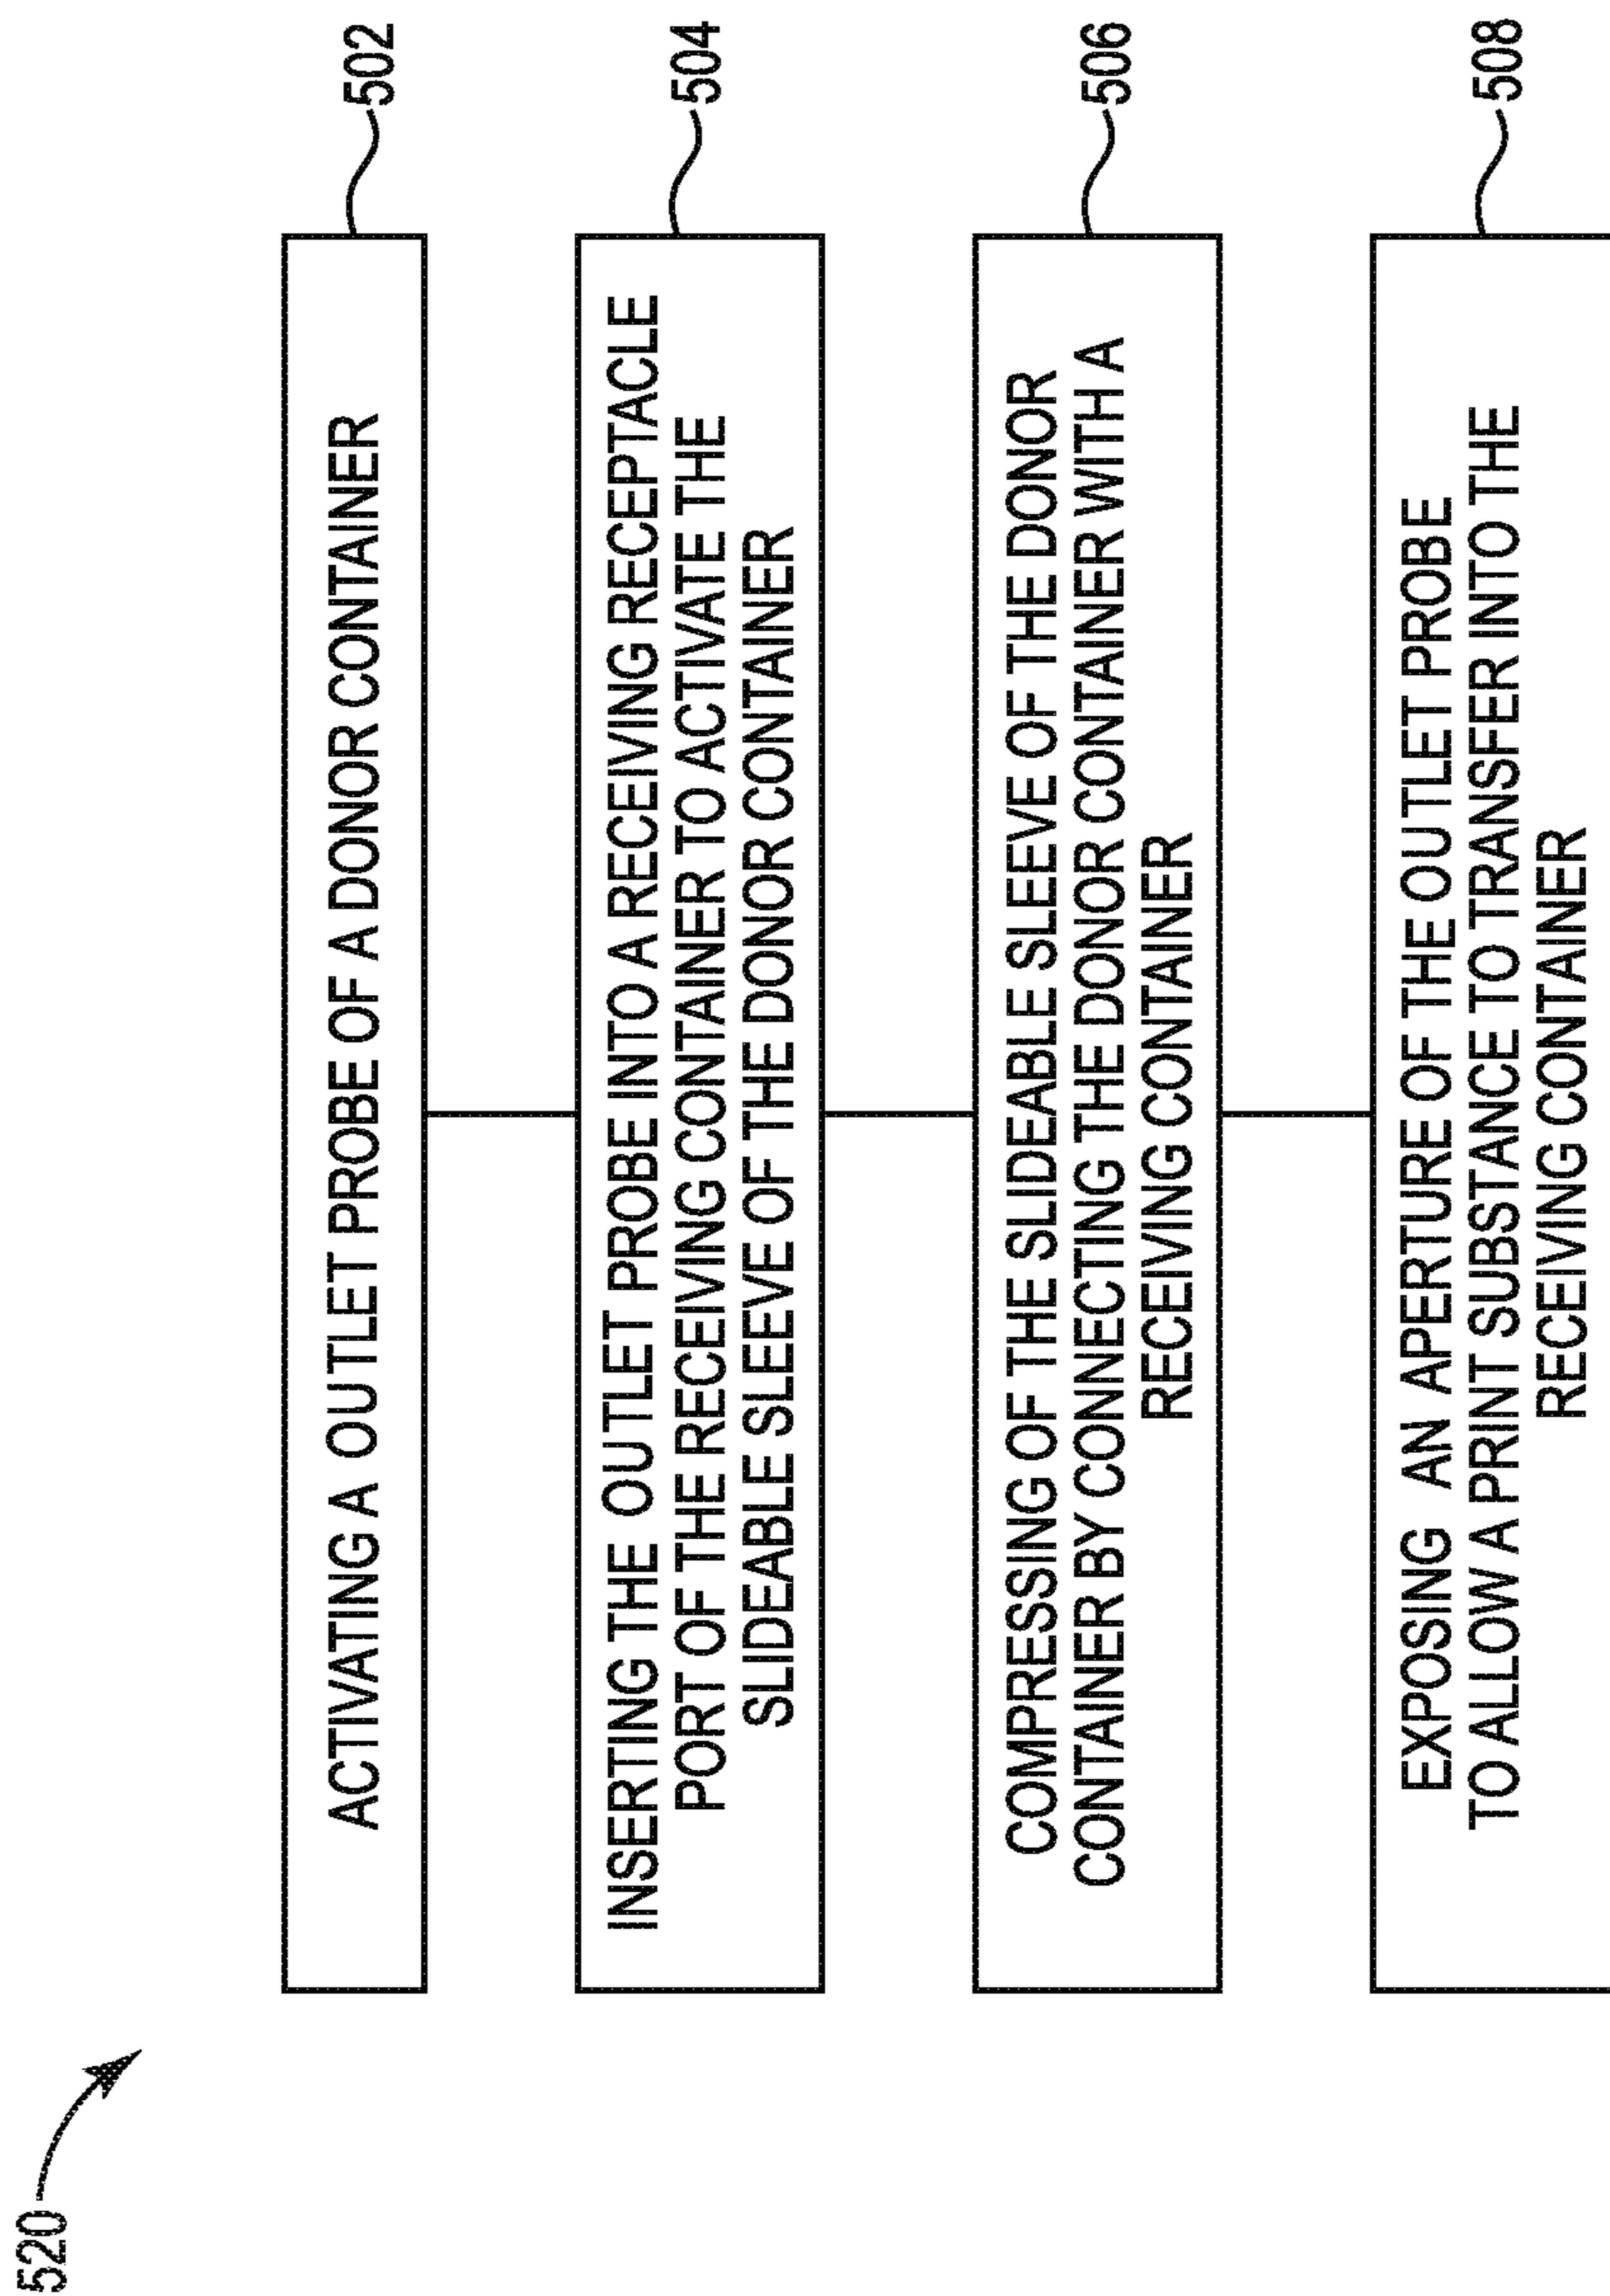 520
ACTIVATING A OUTLET PROBE OF A DONOR CONTAINER
502
INSERTING THE OUTLET PROBE INTO A RECEIVING RECEPTACLE
PORT OF THE RECEIVING CONTAINER TO ACTIVATE THE
SLIDEABLE SLEEVE OF THE DONOR CONTAINER
504
COMPRESSING OF THE SLIDEABLE SLEEVE OF THE DONOR
CONTAINER BY CONNECTING THE DONOR CONTAINER WITH A
RECEIVING CONTAINER
506
EXPOSING AN APERTURE OF THE OUTLET PROBE
TO ALLOW A PRINT SUBSTANCE TO TRANSFER INTO THE
RECEIVING CONTAINER
508